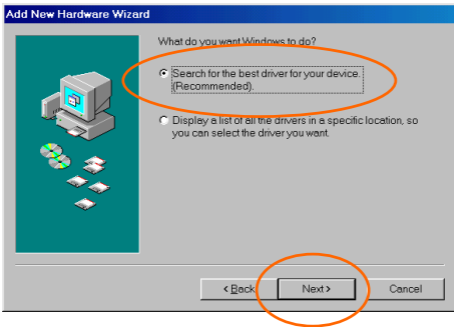 Add New Hardware Wizard
What do you want Windows to do?
Search for the best driver for your device.
(Recommended).
Display a list of all the drivers in a specific location, so
you can select the driver you want.
< Back
Next >
Cancel